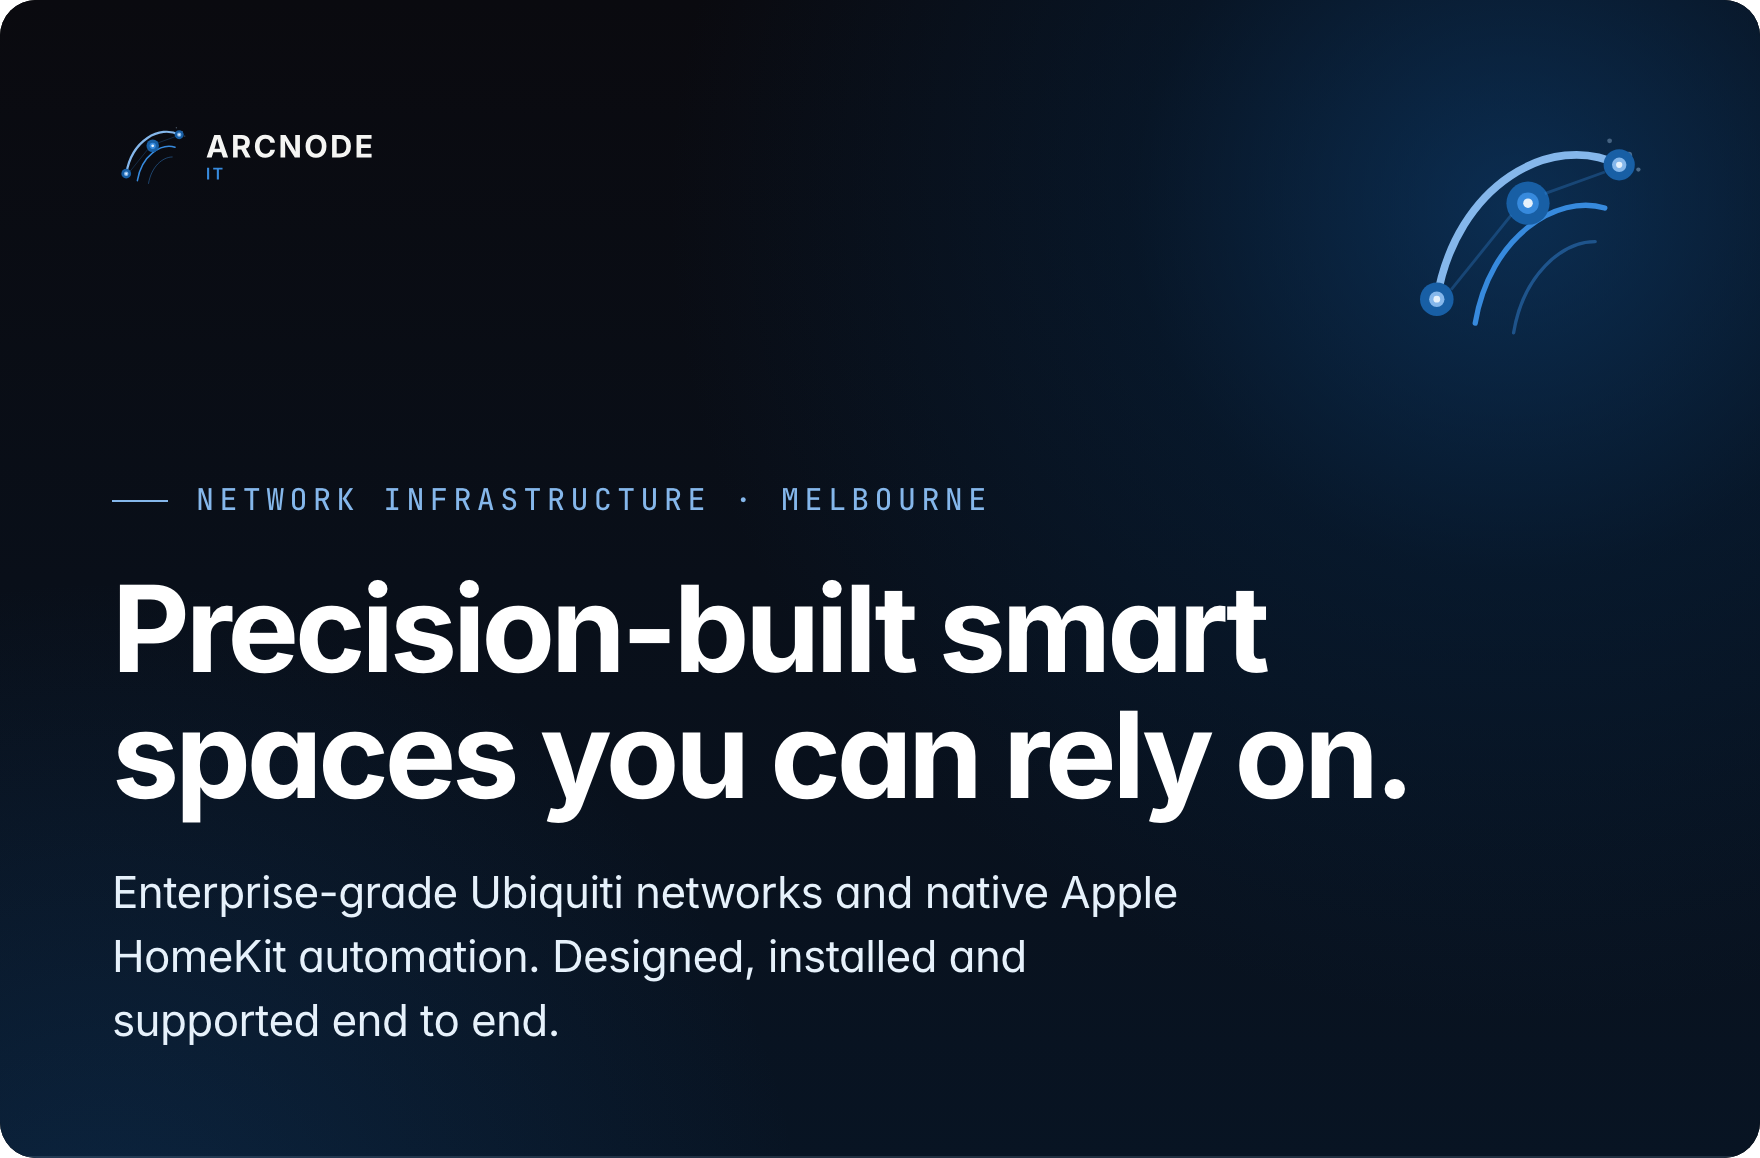 ARCNODE
IT
NETWORK INFRASTRUCTURE · MELBOURNE
Precision-built smart
spaces you can rely on.
Enterprise-grade Ubiquiti networks and native Apple
HomeKit automation. Designed, installed and
supported end to end.